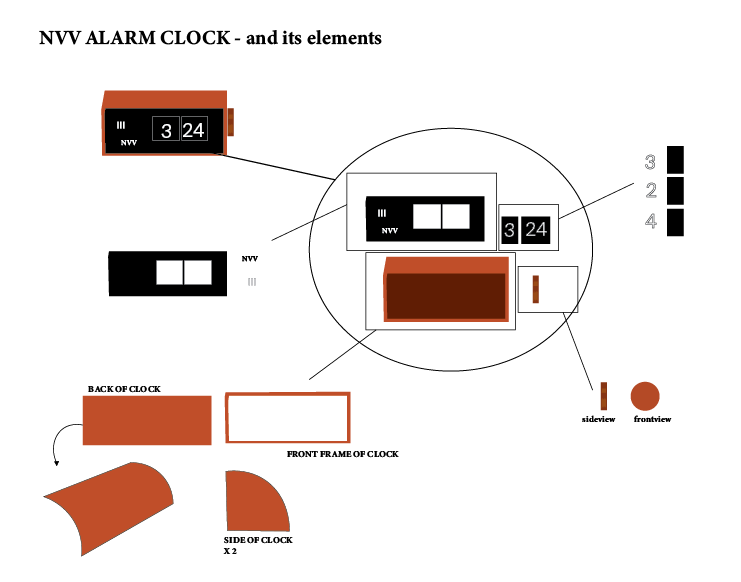 NVV ALARM CLOCK - and its elements
III
3 24
NVV
III
NVV
3 24
3
2
4
NVV
III
BACK OF CLOCK
FRONT FRAME OF CLOCK
sideview
frontview
SIDE OF CLOCK
X 2